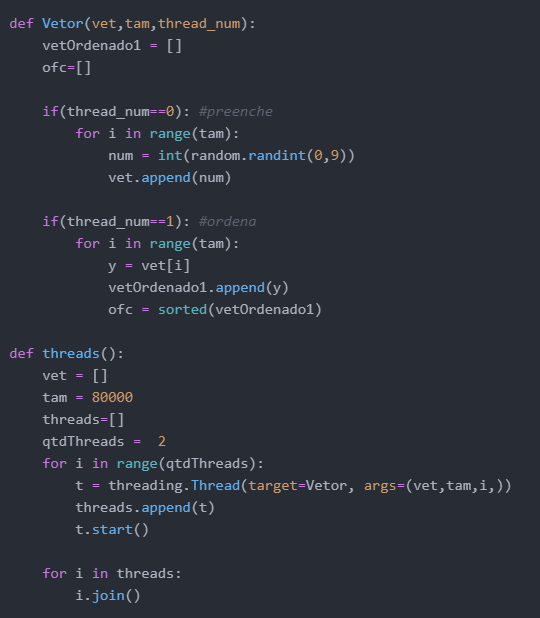 def Vetor(vet,tam,thread_num):
    vetOrdenado1 = []
    ofc=[]

    if(thread_num==0): #preenche
        for i in range(tam):
            num = int(random.randint(0,9))
            vet.append(num)

    if(thread_num==1): #ordena
        for i in range(tam):
            y = vet[i]
            vetOrdenado1.append(y)
            ofc = sorted(vetOrdenado1)

def threads():
    vet = []
    tam = 80000
    threads=[]
    qtdThreads =  2
    for i in range(qtdThreads):
        t = threading.Thread(target=Vetor, args=(vet,tam,i,))
        threads.append(t)
        t.start()

    for i in threads:
        i.join()